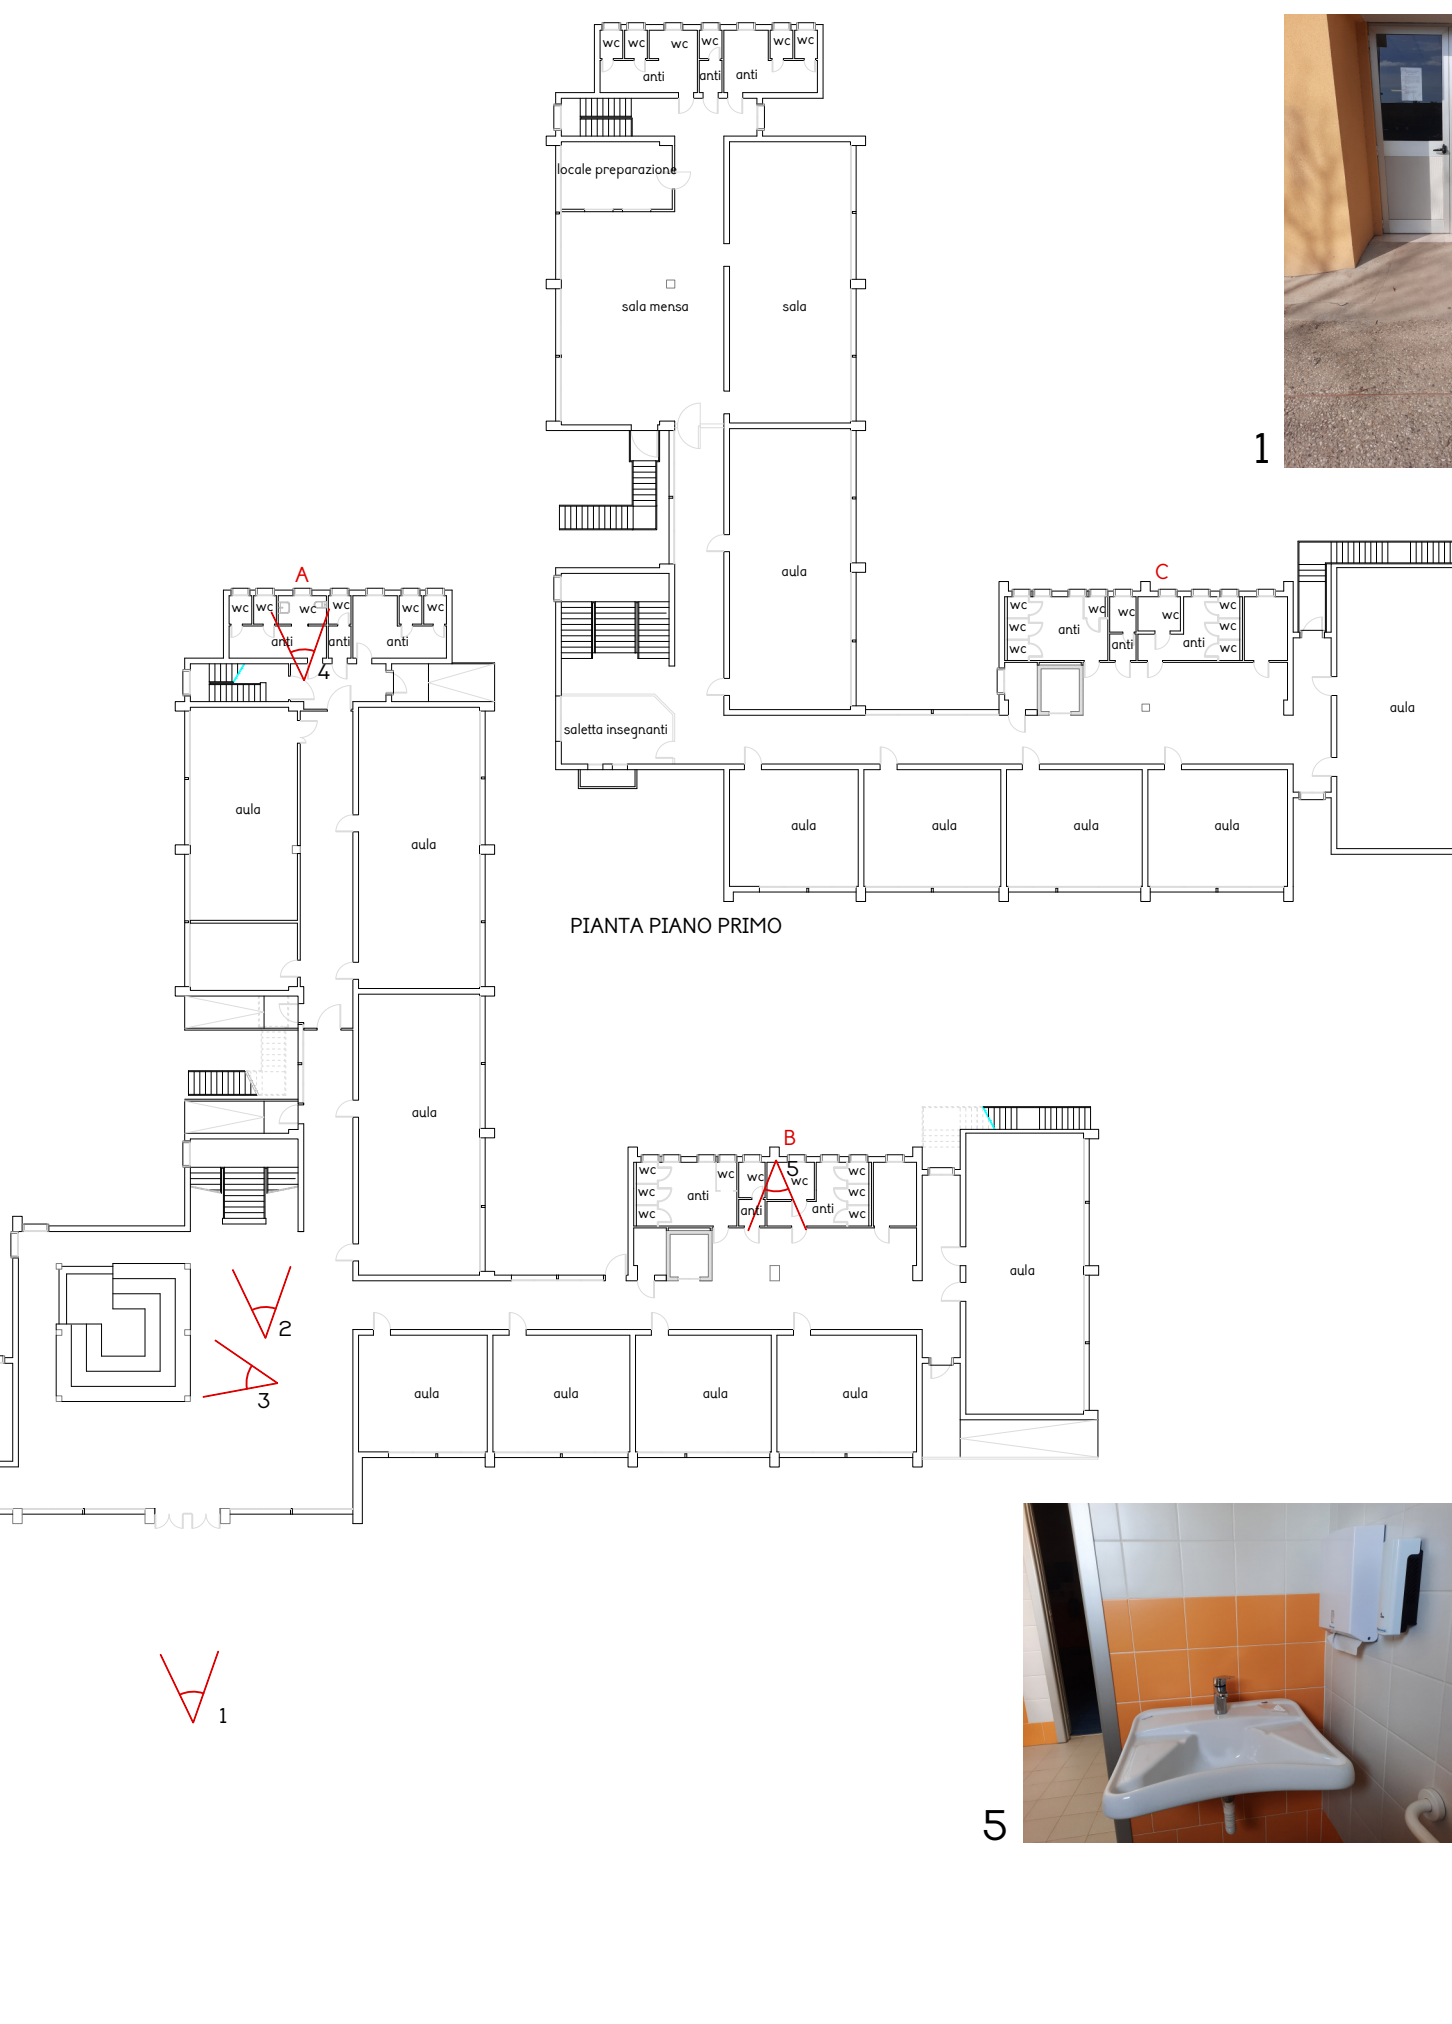 wc wc wc wc wc wc
anti anti anti
locale preparazione
sala mensa sala
1
aula
A
C
wc wc wc wc wc wc
anti anti anti
4
wc wc wc wc wc
wc anti wc
wc anti anti wc
saletta insegnanti
aula
aula aula aula aula
aula
aula
PIANTA PIANO PRIMO
aula
B
5
wc wc wc wc wc
wc anti wc
wc anti anti wc
aula
2
3
aula aula aula aula
1
5